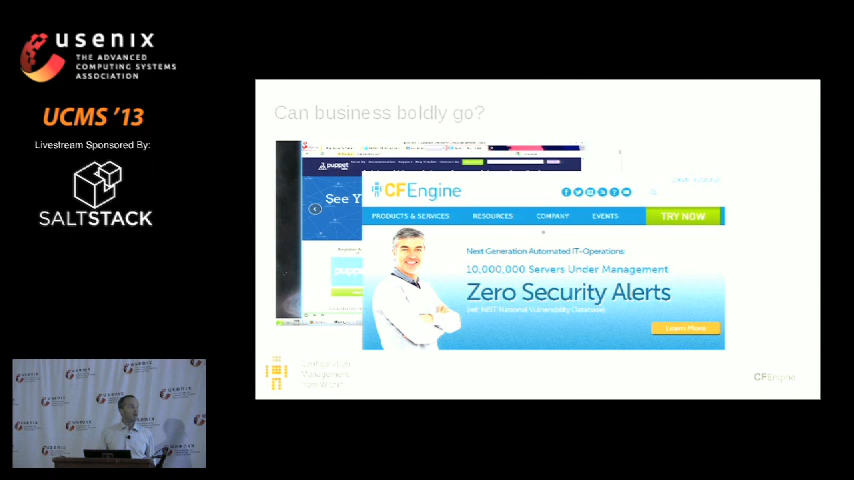 usenix
THE ADVANCED
COMPUTING SYSTEMS
ASSOCIATION
UCMS '13
Livestream Sponsored By:
SALTSTACK
Can business boldly go?
puppet
See Y
puppe
CFEngine
PRODUCTS & SERVICES RESOURCES COMPANY EVENTS TRY NOW
Next Generation Automated IT-Operations:
10,000,000 Servers Under Management
Zero Security Alerts
(ref: NIST National Vulnerability Database)
Learn More
Configuration
Management
CFEngine
usenix